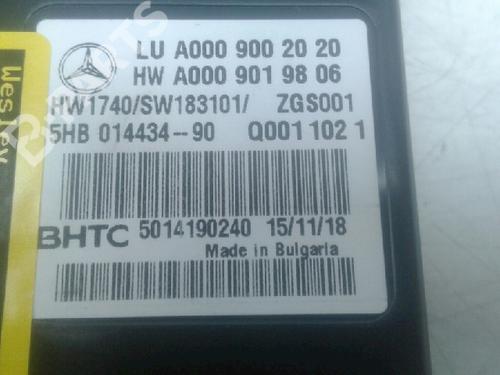 LU A000 900 20 20
HW A000 901 98 06
HW1740/SW183101/ ZGS001
5HB 014434--90 Q001 102 1
BHTC 5014190240 15/11/18
Made in Bulgaria
Wesley